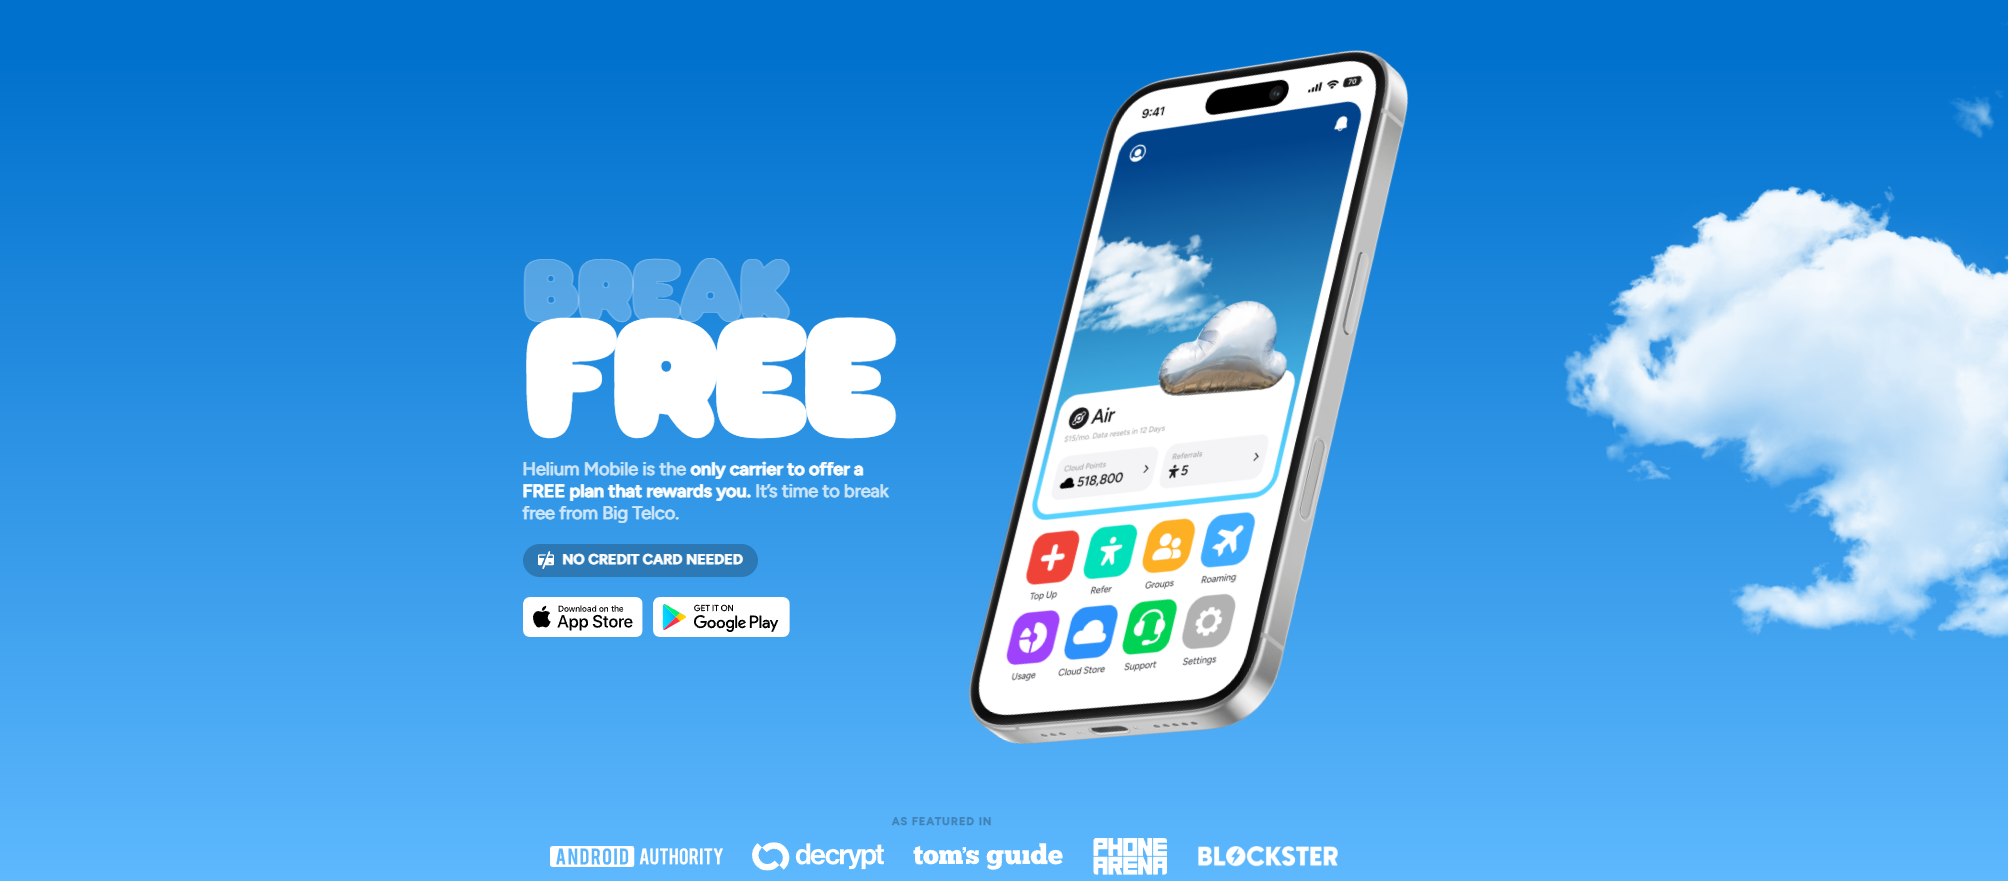 BREAK
FREE
Helium Mobile is the only carrier to offer a
FREE plan that rewards you. It's time to break
free from Big Telco.
NO CREDIT CARD NEEDED
Download on the
App Store
GET IT ON
Google Play
9:41
70
Air
$15/mo. Data resets in 12 Days
Cloud Points
518,800
Referrals
5
Top Up
Refer
Groups
Roaming
Usage
Cloud Store
Support
Settings
AS FEATURED IN
ANDROID AUTHORITY
decrypt
tom's guide
PHONE
ARENA
BLOCKSTER